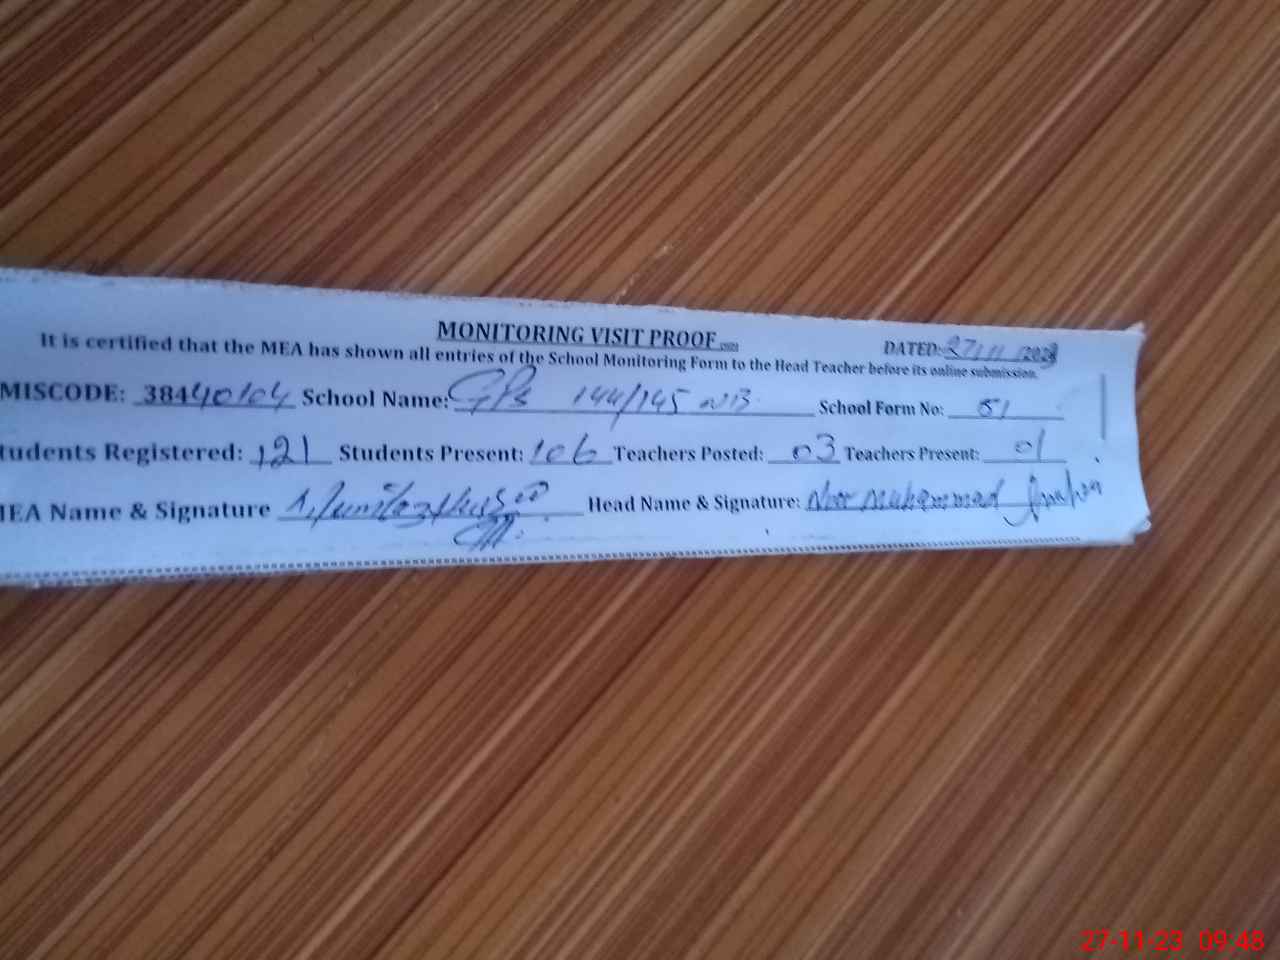 MONITORING VISIT PROOF
DATED: 27/11/2023
It is certified that the MEA has shown all entries of the School Monitoring Form to the Head Teacher before its online submission.
MISCODE: 38440104 School Name: GPS 144/145 NB School Form No: 51
tudents Registered: 121 Students Present: 106 Teachers Posted: 03 Teachers Present: 01
IEA Name & Signature Head Name & Signature: Noor Muhammad
27-11-23 09:48